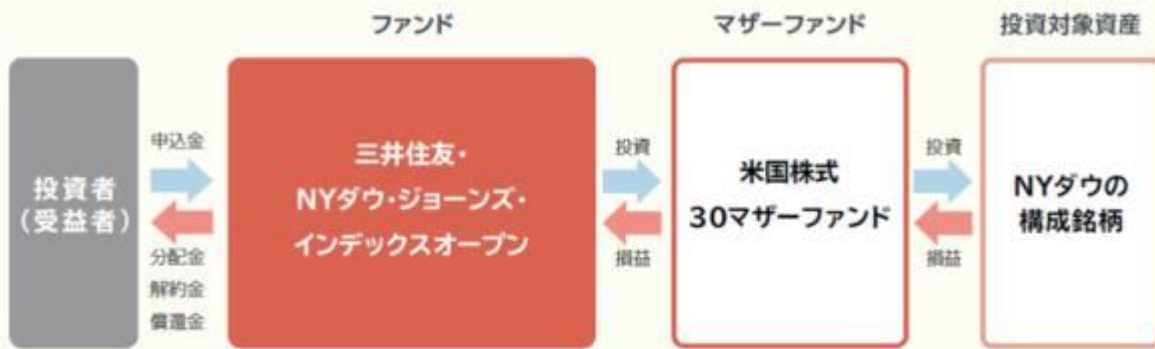 ファンド
マザーファンド
投資対象資産
投資者
（受益者）
申込金
分配金
解約金
償還金
三井住友・
NYダウ・ジョーンズ・
インデックスオープン
投資
損益
米国株式
30マザーファンド
投資
損益
NYダウの
構成銘柄